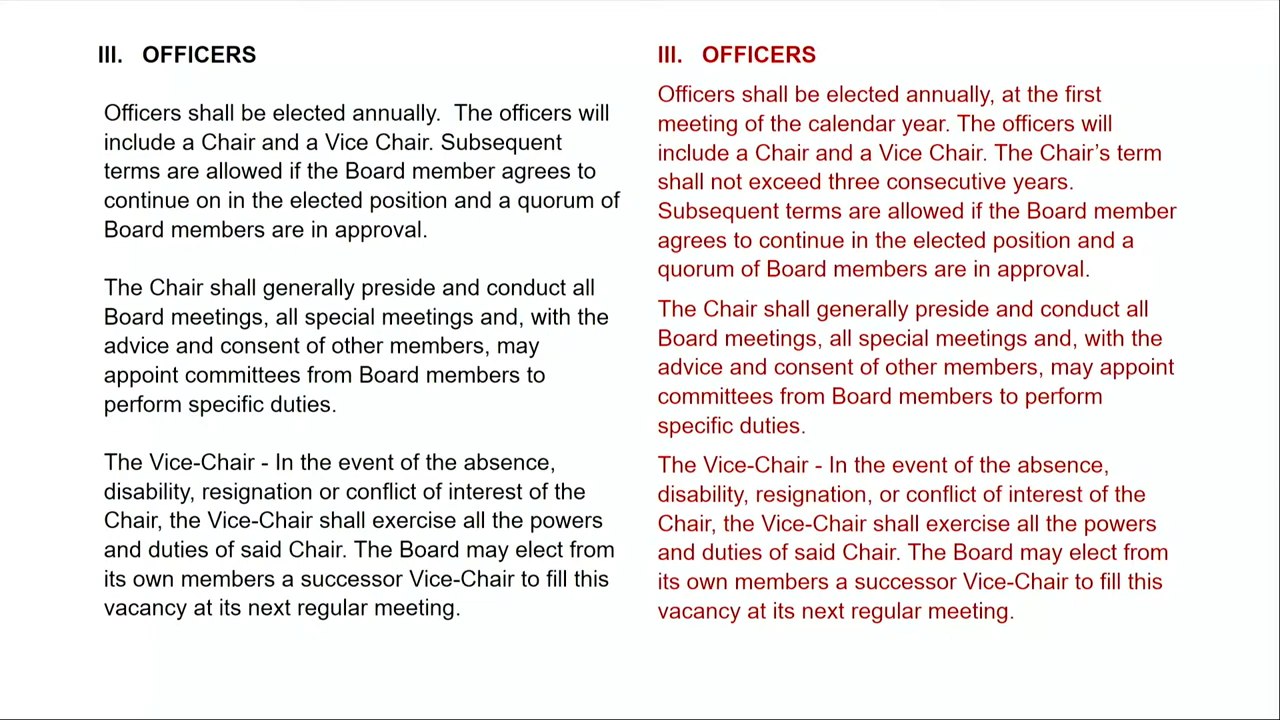 III. OFFICERS
Officers shall be elected annually.  The officers will
include a Chair and a Vice Chair. Subsequent
terms are allowed if the Board member agrees to
continue on in the elected position and a quorum of
Board members are in approval.
The Chair shall generally preside and conduct all
Board meetings, all special meetings and, with the
advice and consent of other members, may
appoint committees from Board members to
perform specific duties.
The Vice-Chair - In the event of the absence,
disability, resignation or conflict of interest of the
Chair, the Vice-Chair shall exercise all the powers
and duties of said Chair. The Board may elect from
its own members a successor Vice-Chair to fill this
vacancy at its next regular meeting.
III. OFFICERS
Officers shall be elected annually, at the first
meeting of the calendar year. The officers will
include a Chair and a Vice Chair. The Chair’s term
shall not exceed three consecutive years.
Subsequent terms are allowed if the Board member
agrees to continue in the elected position and a
quorum of Board members are in approval.
The Chair shall generally preside and conduct all
Board meetings, all special meetings and, with the
advice and consent of other members, may appoint
committees from Board members to perform
specific duties.
The Vice-Chair - In the event of the absence,
disability, resignation, or conflict of interest of the
Chair, the Vice-Chair shall exercise all the powers
and duties of said Chair. The Board may elect from
its own members a successor Vice-Chair to fill this
vacancy at its next regular meeting.